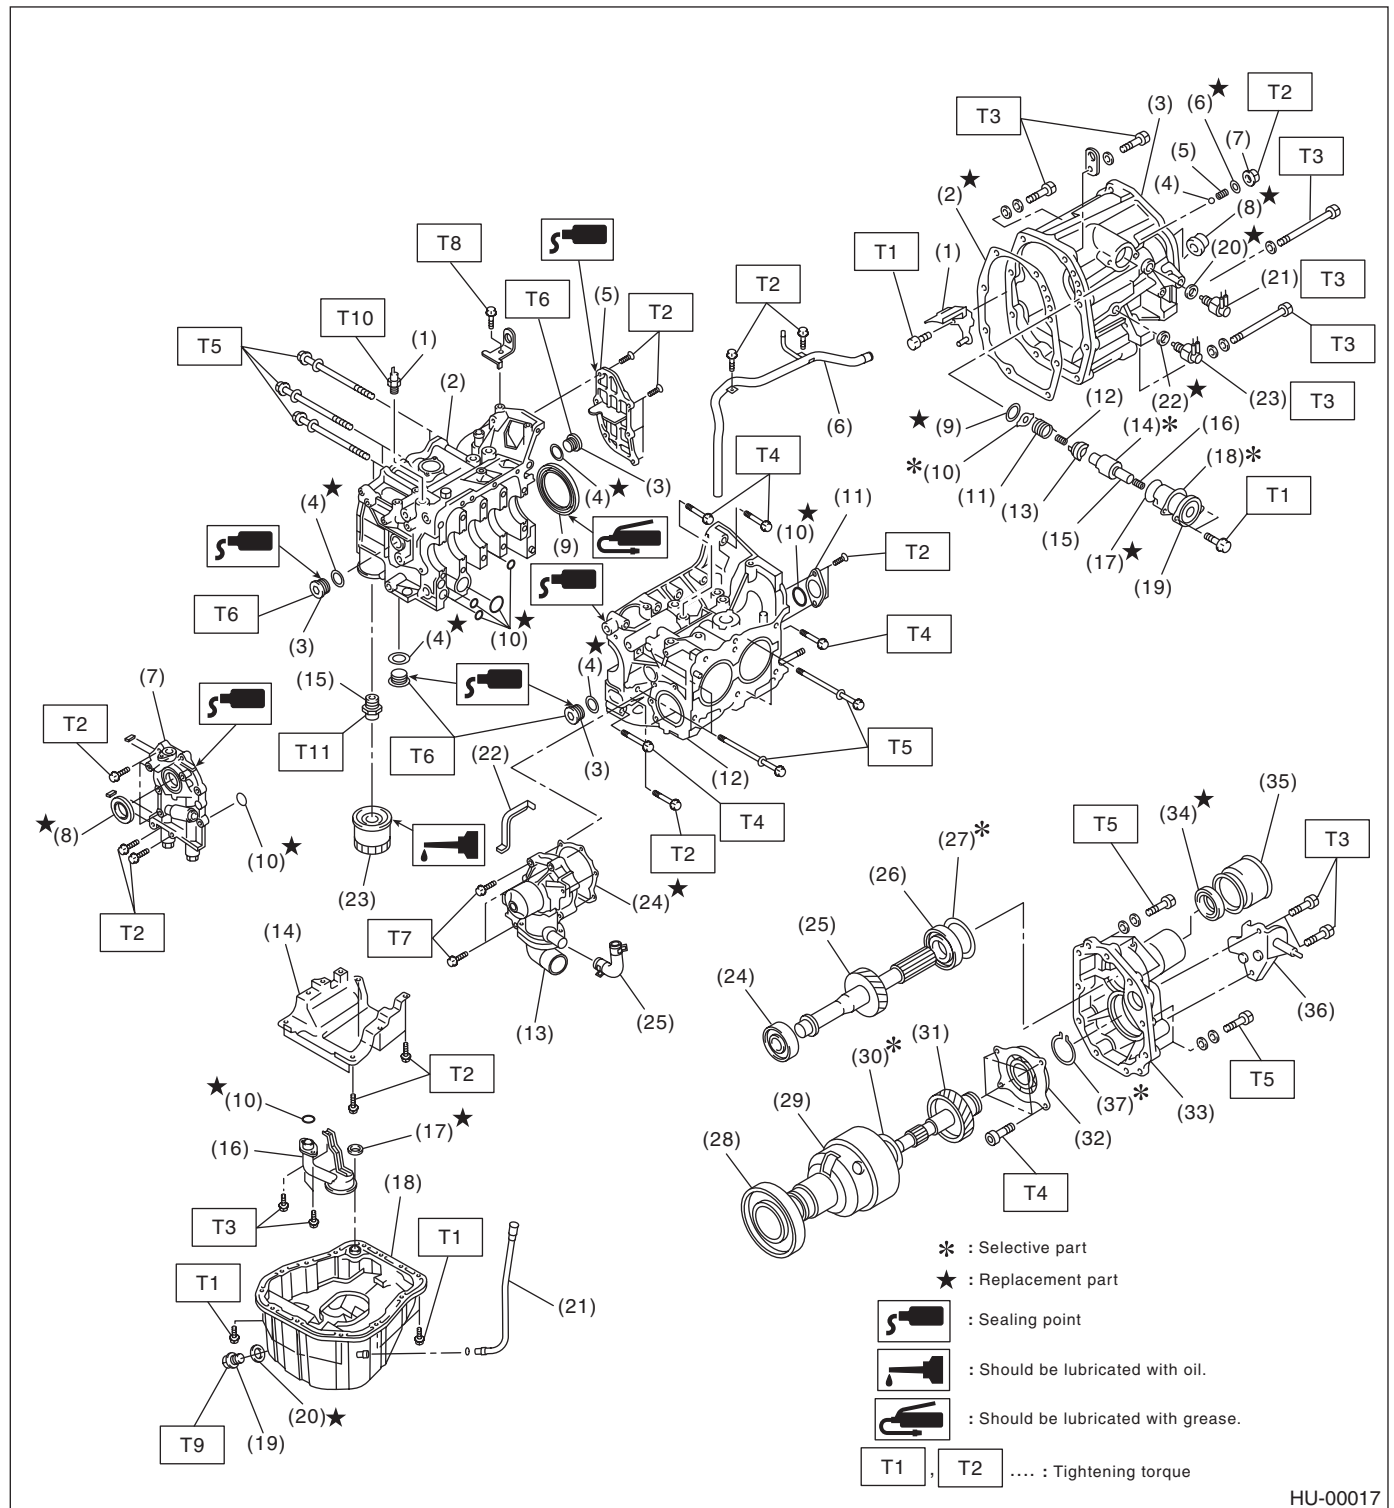 T3
(3)
(6)★
T2
(7)
(5)
T3
(4)
(2)★
(8)★
T8
T1
(1)
(20)★
(21)
T3
T2
T6
(5)
T2
T10
(1)
T5
(2)
(22)★
(23)
T3
T3
(12)
(6)
★(9)
(14)*
(16)
*(10)
(18)*
T4
(11)
(13)
T1
(4)★
(3)
(15)
(17)★
(19)
(4)★
(10)★
(11)
(9)
T2
T6
(3)
(10)★
(4)★
T4
★(4)
(7)
(15)
T2
T11
T6
(22)
(3)
(12)
T5
(35)
★(8)
(10)★
T4
T5
(34)★
T3
T2
(27)*
(23)
(24)★
(26)
T2
T7
(14)
(25)
(24)
(13)
(25)
(36)
(30)*
(31)
T2
T5
★(10)
(37)*
(33)
(29)
(32)
(17)★
(28)
(16)
(18)
T4
T3
T1
* : Selective part
T1
★ : Replacement part
(21)
: Sealing point
: Should be lubricated with oil.
(20)★
: Should be lubricated with grease.
T9
(19)
T1 , T2 .... : Tightening torque
HU-00017